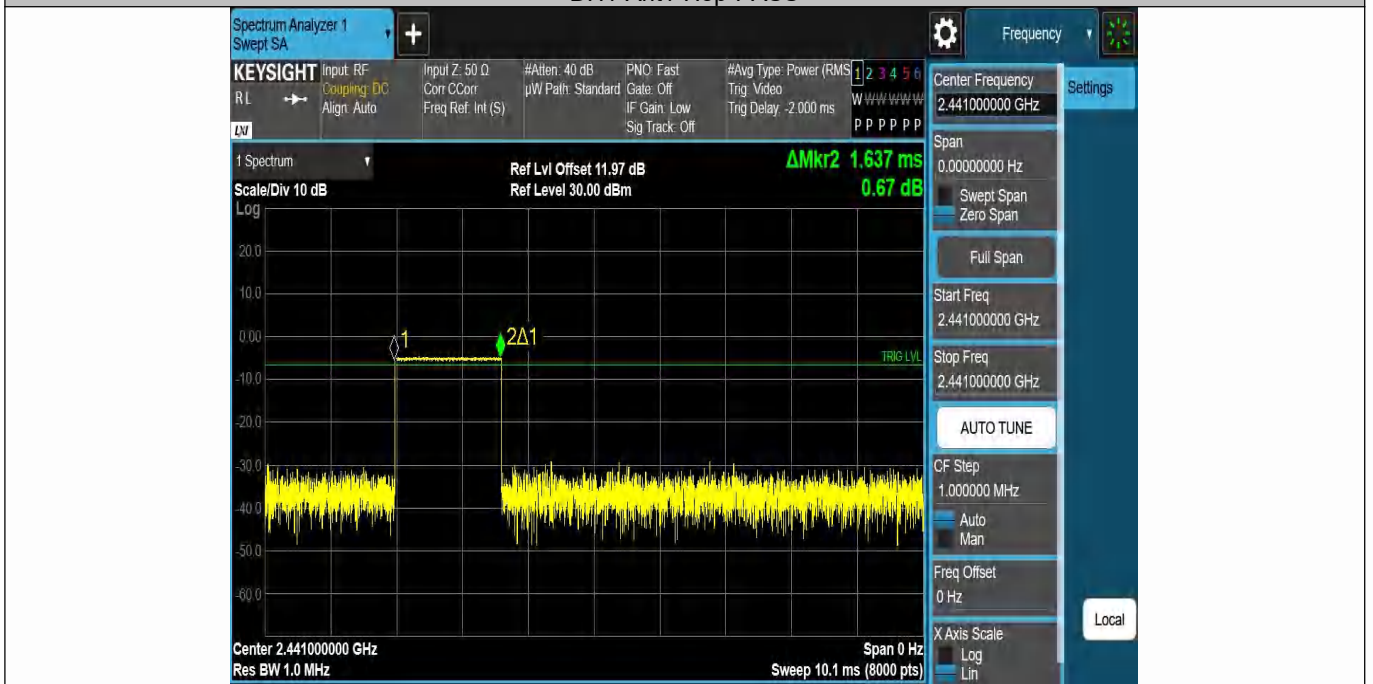 Spectrum Analyzer 1
Swept SA
+
Frequency
KEYSIGHT
RL
LXI
Input: RF
Coupling: DC
Align: Auto
Input Z: 50 Ω
Corr CCorr
Freq Ref: Int (S)
#Atten: 40 dB
µW Path: Standard
PNO: Fast
Gate: Off
IF Gain: Low
Sig Track: Off
#Avg Type: Power (RMS
Trig: Video
Trig Delay: -2.000 ms
1 2 3 4 5 6
W W W W W W
P P P P P P
Center Frequency
2.441000000 GHz
Settings
1 Spectrum
Scale/Div 10 dB
Ref Lvl Offset 11.97 dB
Ref Level 30.00 dBm
ΔMkr2 1.637 ms
0.67 dB
Span
0.00000000 Hz
Swept Span
Zero Span
Full Span
Start Freq
2.441000000 GHz
Stop Freq
2.441000000 GHz
AUTO TUNE
CF Step
1.000000 MHz
Auto
Man
Freq Offset
0 Hz
X Axis Scale
Log
Lin
Local
Log
20.0
10.0
0.00
-10.0
-20.0
-30.0
-40.0
-50.0
-60.0
1
2Δ1
TRIG LVL
Center 2.441000000 GHz
Res BW 1.0 MHz
Span 0 Hz
Sweep 10.1 ms (8000 pts)